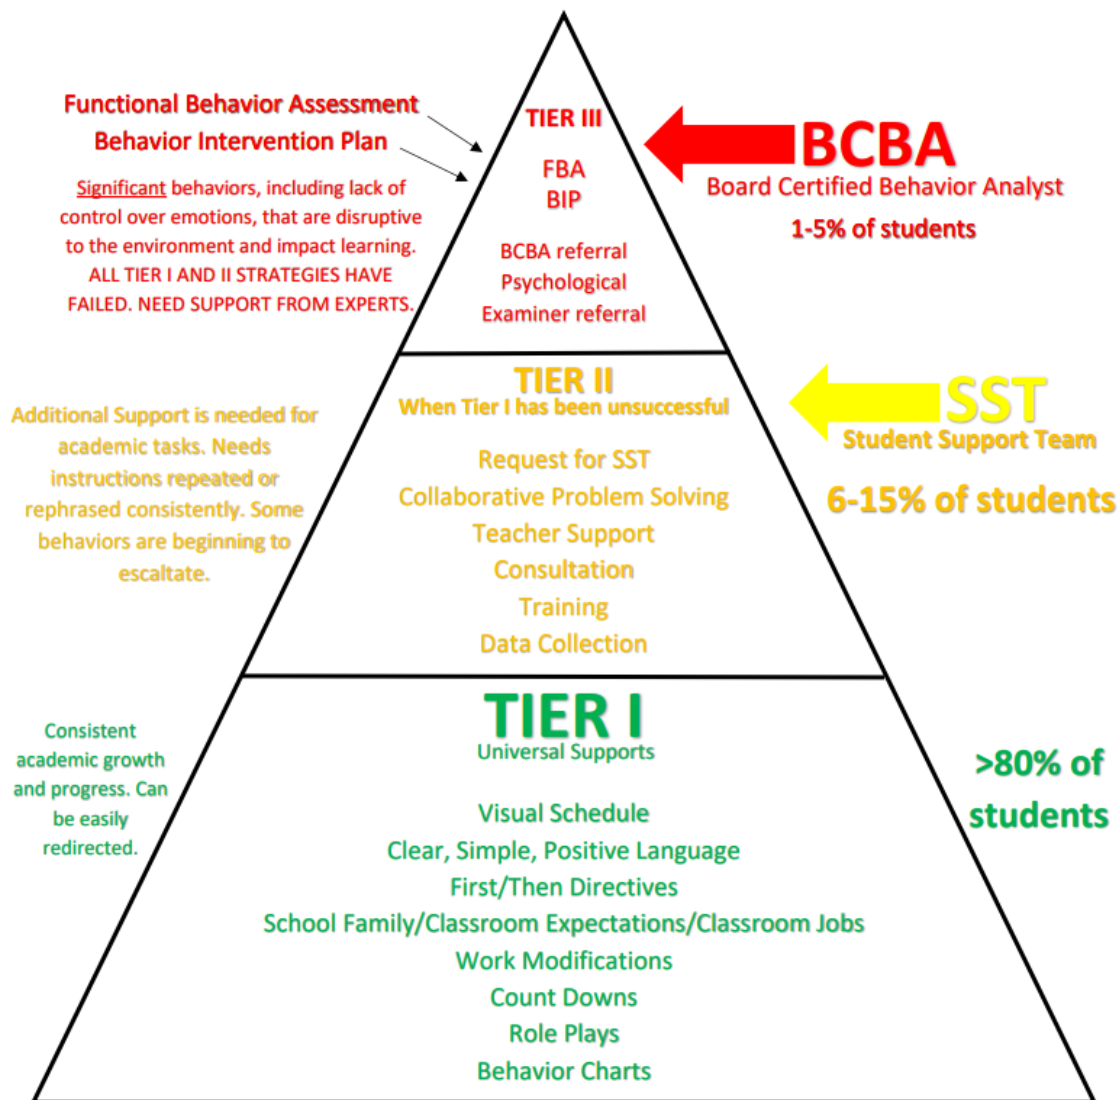 Functional Behavior Assessment
Behavior Intervention Plan
Significant behaviors, including lack of
control over emotions, that are disruptive
to the environment and impact learning.
ALL TIER I AND II STRATEGIES HAVE
FAILED. NEED SUPPORT FROM EXPERTS.
TIER III
FBA
BIP
BCBA referral
Psychological
Examiner referral
BCBA
Board Certified Behavior Analyst
1-5% of students
Additional Support is needed for
academic tasks. Needs
instructions repeated or
rephrased consistently. Some
behaviors are beginning to
escaltate.
TIER II
When Tier I has been unsuccessful
Request for SST
Collaborative Problem Solving
Teacher Support
Consultation
Training
Data Collection
SST
Student Support Team
6-15% of students
Consistent
academic growth
and progress. Can
be easily
redirected.
TIER I
Universal Supports
Visual Schedule
Clear, Simple, Positive Language
First/Then Directives
School Family/Classroom Expectations/Classroom Jobs
Work Modifications
Count Downs
Role Plays
Behavior Charts
>80% of
students